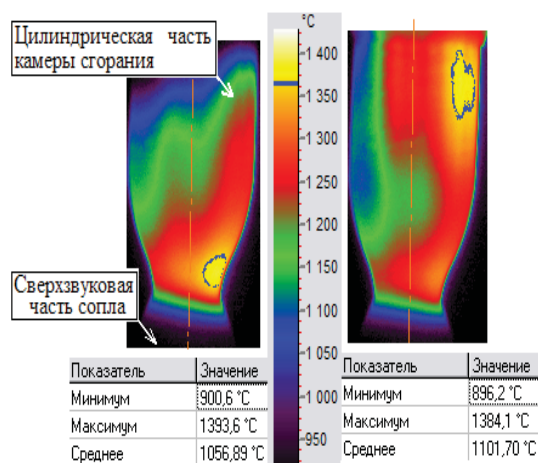 Цилиндрическая часть
камеры сгорания
Сверхзвуковая
часть сопла
°C
1 400
1 350
1 300
1 250
1 200
1 150
1 100
1 050
1 000
950
Показатель Значение
Минимум 900,6 °C
Максимум 1393,6 °C
Среднее 1056,89 °C
Показатель Значение
Минимум 896,2 °C
Максимум 1384,1 °C
Среднее 1101,70 °C